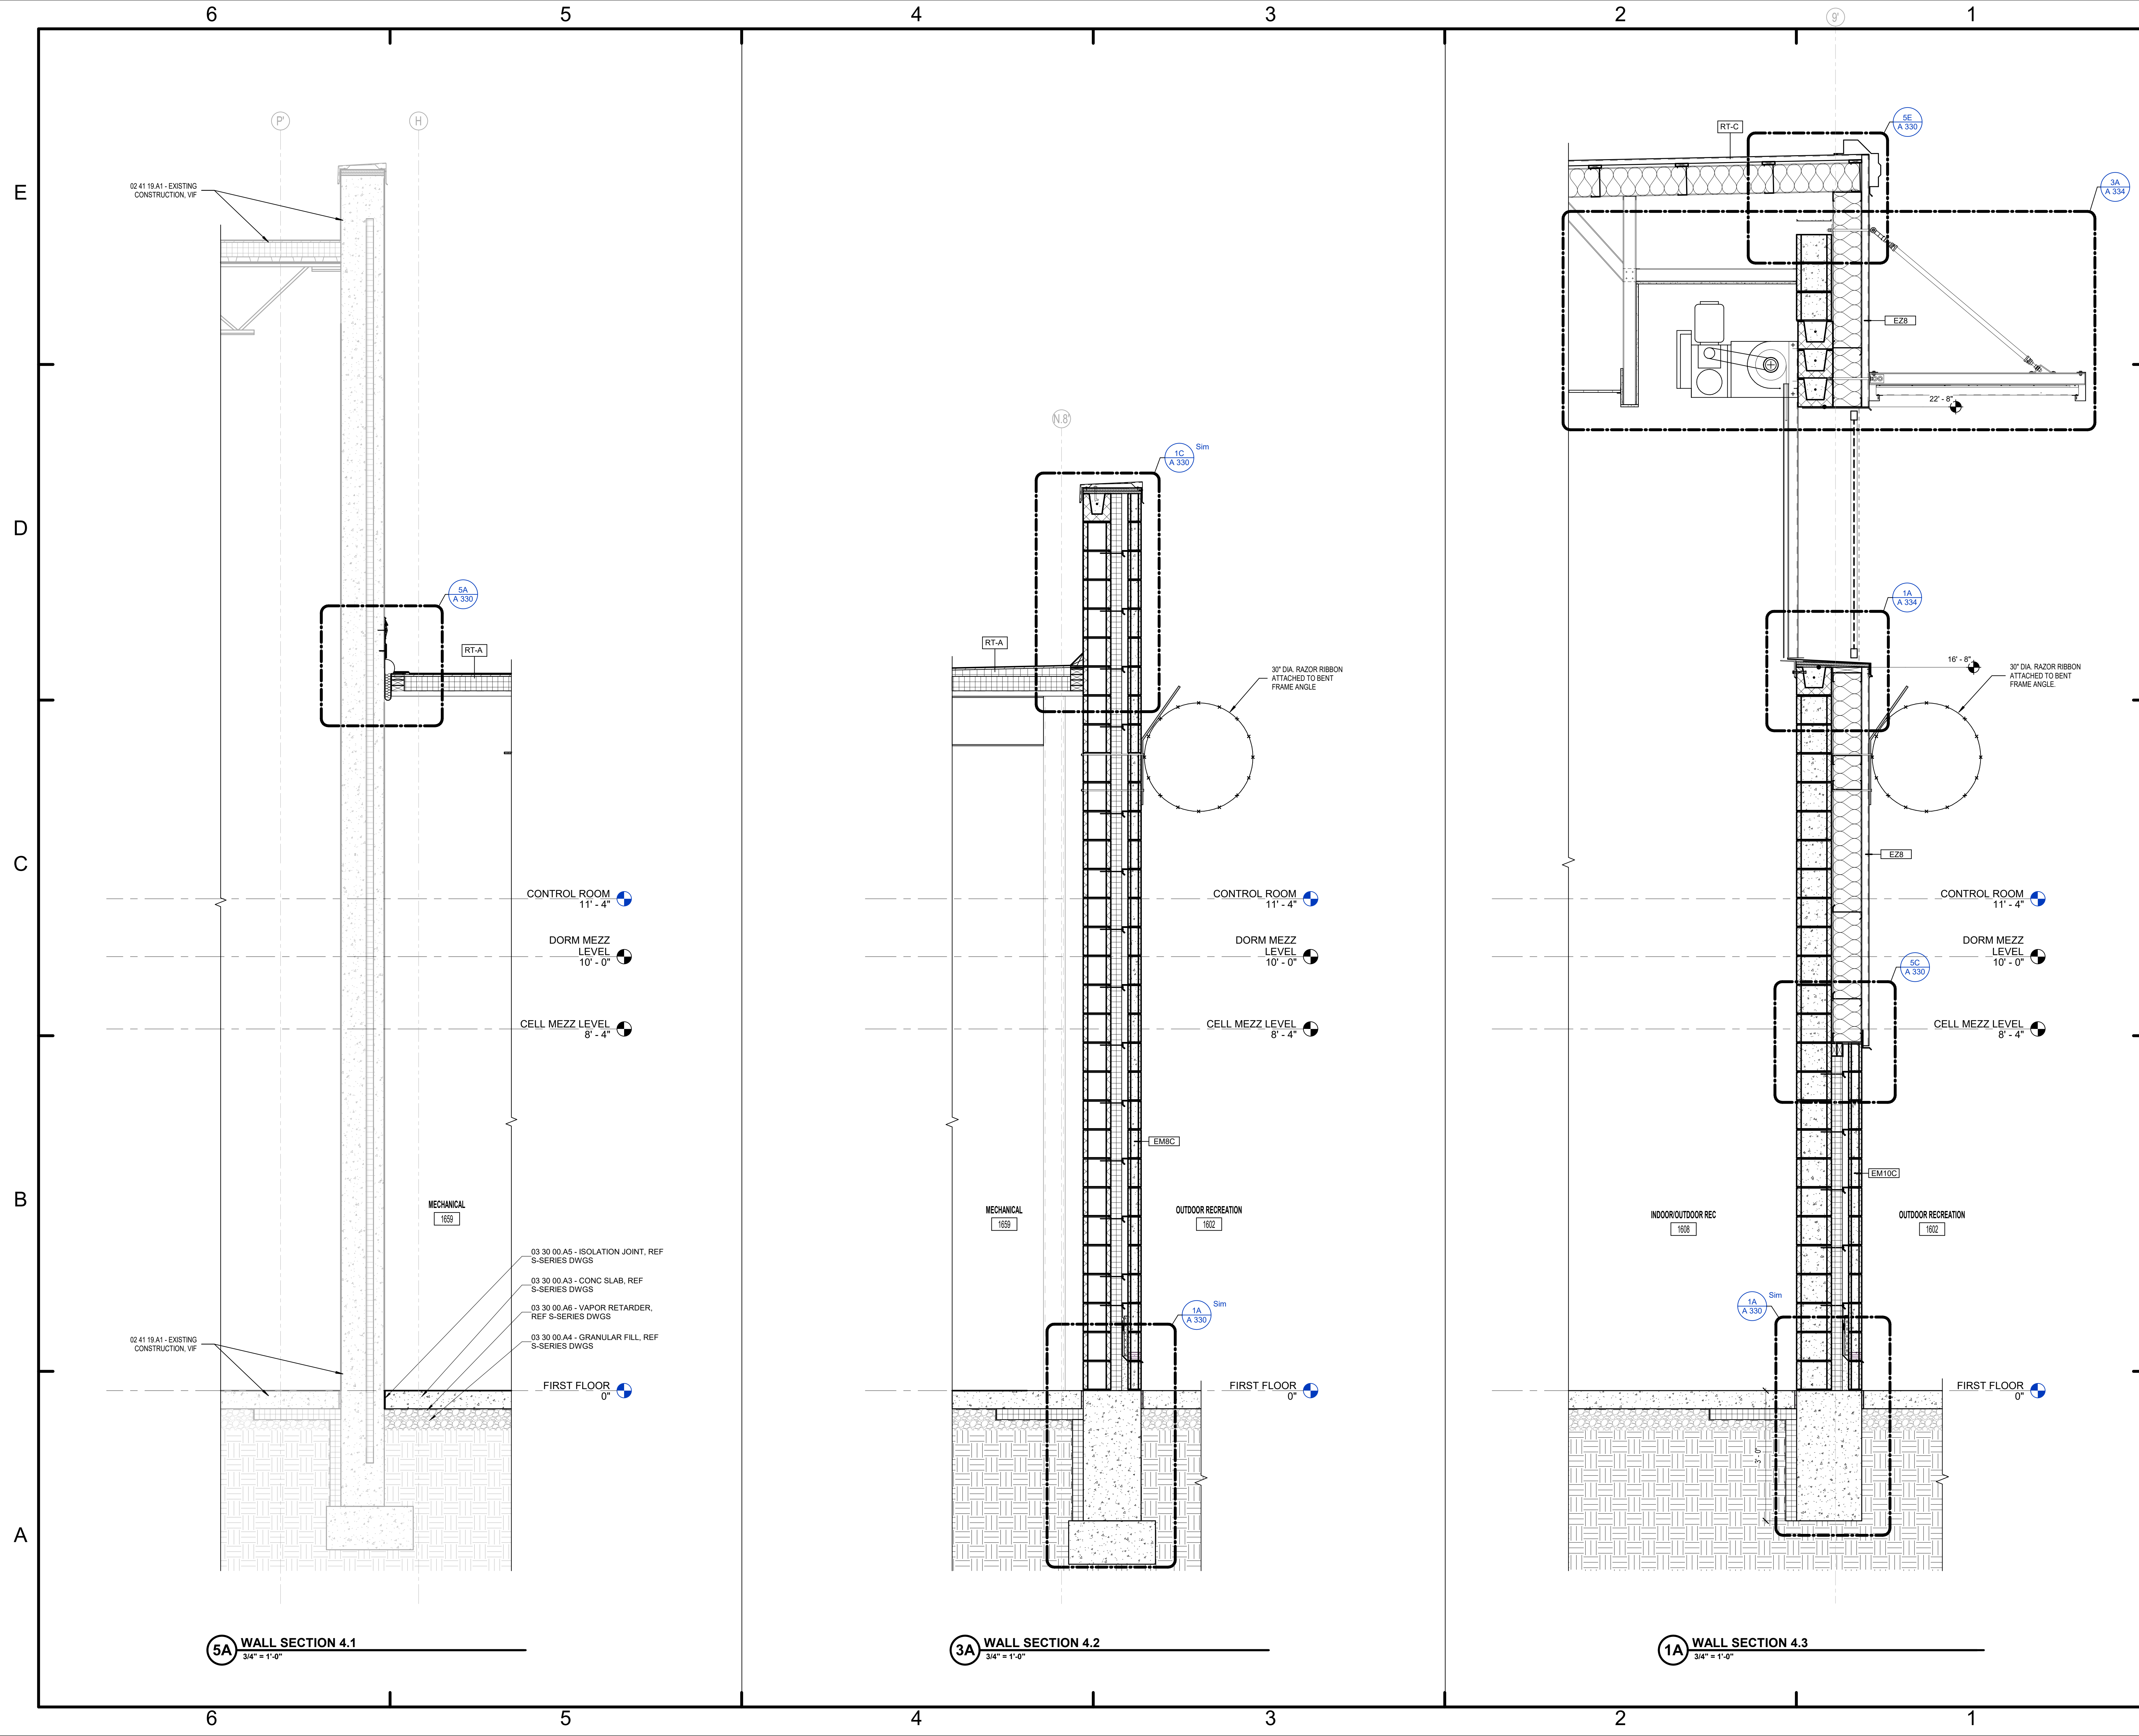 6 5 4 3 2 1
9'
P' H
E
02 41 19.A1 - EXISTING
CONSTRUCTION, VIF
5A
A 330
RT-A
CONTROL ROOM
11' - 4"
DORM MEZZ
LEVEL
10' - 0"
CELL MEZZ LEVEL
8' - 4"
MECHANICAL
1659
03 30 00.A5 - ISOLATION JOINT, REF
S-SERIES DWGS
03 30 00.A3 - CONC SLAB, REF
S-SERIES DWGS
03 30 00.A6 - VAPOR RETARDER,
REF S-SERIES DWGS
03 30 00.A4 - GRANULAR FILL, REF
S-SERIES DWGS
02 41 19.A1 - EXISTING
CONSTRUCTION, VIF
FIRST FLOOR
0"
5A WALL SECTION 4.1
3/4" = 1'-0"
D
C
B
A
N.8'
1C
A 330
Sim
RT-A
30" DIA. RAZOR RIBBON
ATTACHED TO BENT
FRAME ANGLE
CONTROL ROOM
11' - 4"
DORM MEZZ
LEVEL
10' - 0"
CELL MEZZ LEVEL
8' - 4"
EM8C
MECHANICAL
1659
OUTDOOR RECREATION
1602
1A
A 330
Sim
FIRST FLOOR
0"
3A WALL SECTION 4.2
3/4" = 1'-0"
RT-C
5E
A 330
3A
A 334
EZ8
22' - 8"
1A
A 334
16' - 8"
30" DIA. RAZOR RIBBON
ATTACHED TO BENT
FRAME ANGLE.
EZ8
CONTROL ROOM
11' - 4"
DORM MEZZ
LEVEL
10' - 0"
5C
A 330
CELL MEZZ LEVEL
8' - 4"
EM10C
INDOOR/OUTDOOR REC
1608
OUTDOOR RECREATION
1602
1A
A 330
Sim
FIRST FLOOR
0"
3' - 0"
1A WALL SECTION 4.3
3/4" = 1'-0"
6 5 4 3 2 1